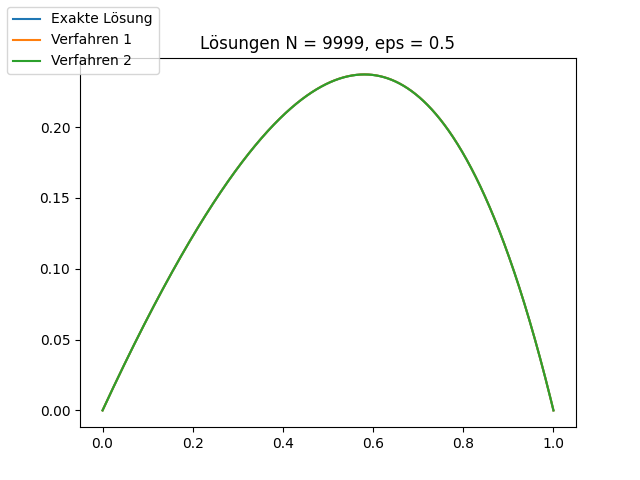 Exakte Lösung
Verfahren 1
Verfahren 2
Lösungen N = 9999, eps = 0.5
0.20
0.15
0.10
0.05
0.00
0.0 0.2 0.4 0.6 0.8 1.0